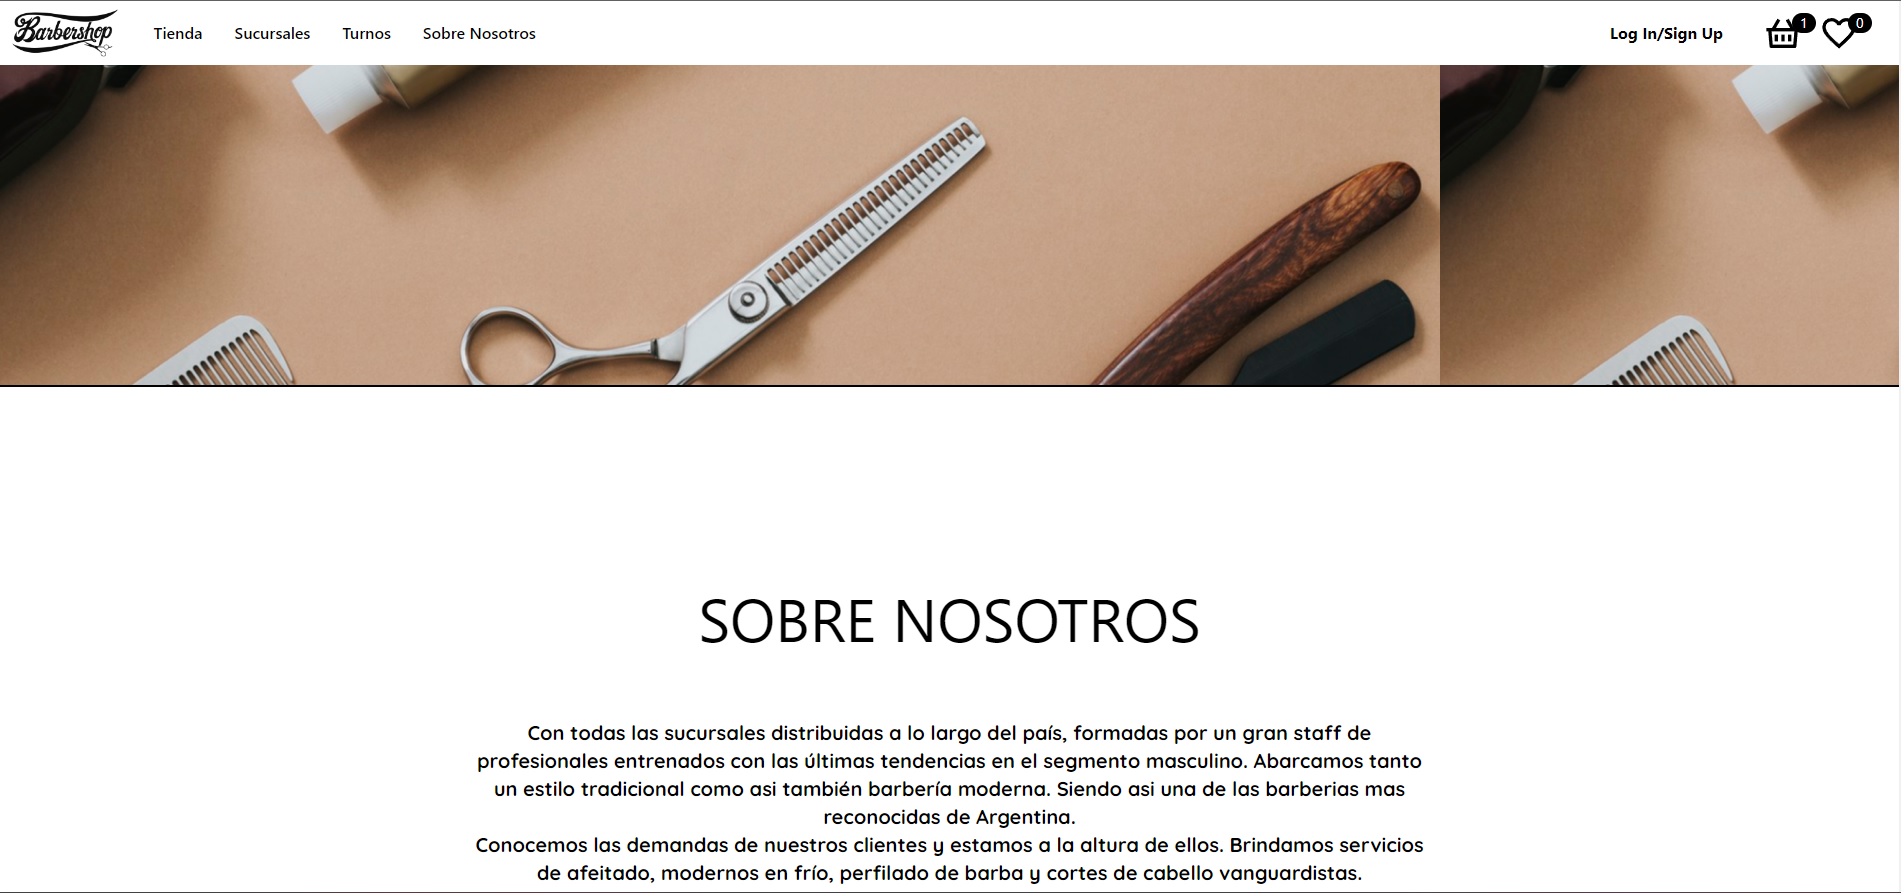 Barbershop
Tienda
Sucursales
Turnos
Sobre Nosotros
Log In/Sign Up
1
0
SOBRE NOSOTROS
Con todas las sucursales distribuidas a lo largo del país, formadas por un gran staff de
profesionales entrenados con las últimas tendencias en el segmento masculino. Abarcamos tanto
un estilo tradicional como asi también barbería moderna. Siendo asi una de las barberias mas
reconocidas de Argentina.
Conocemos las demandas de nuestros clientes y estamos a la altura de ellos. Brindamos servicios
de afeitado, modernos en frío, perfilado de barba y cortes de cabello vanguardistas.